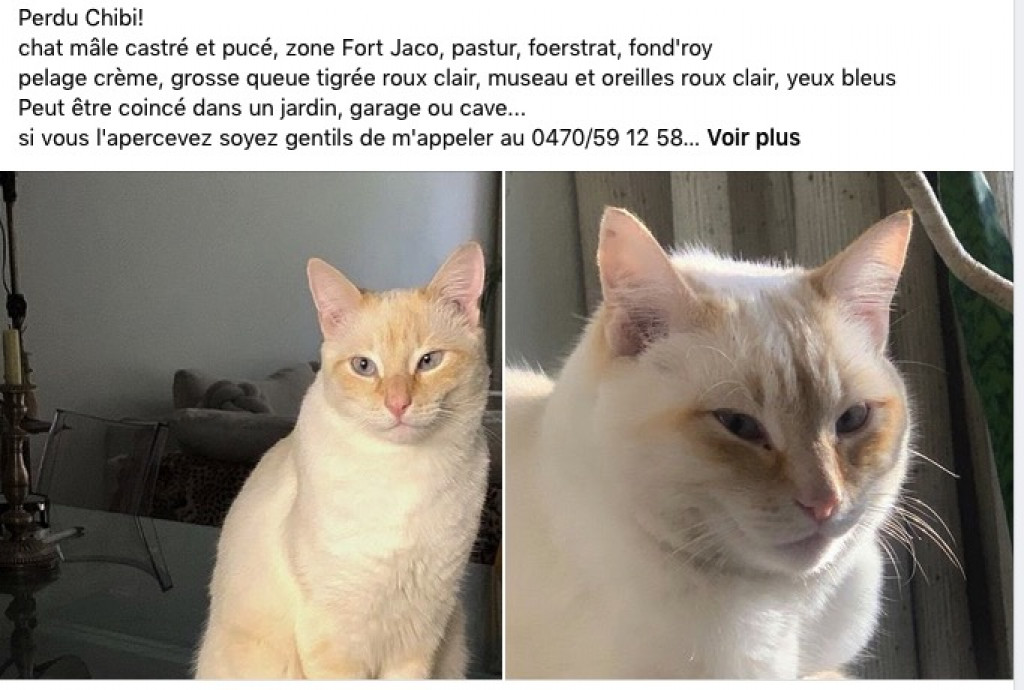 Perdu Chibi!
chat mâle castré et pucé, zone Fort Jaco, pastur, foerstrat, fond'roy
pelage crème, grosse queue tigrée roux clair, museau et oreilles roux clair, yeux bleus
Peut être coincé dans un jardin, garage ou cave...
si vous l'apercevez soyez gentils de m'appeler au 0470/59 12 58... Voir plus